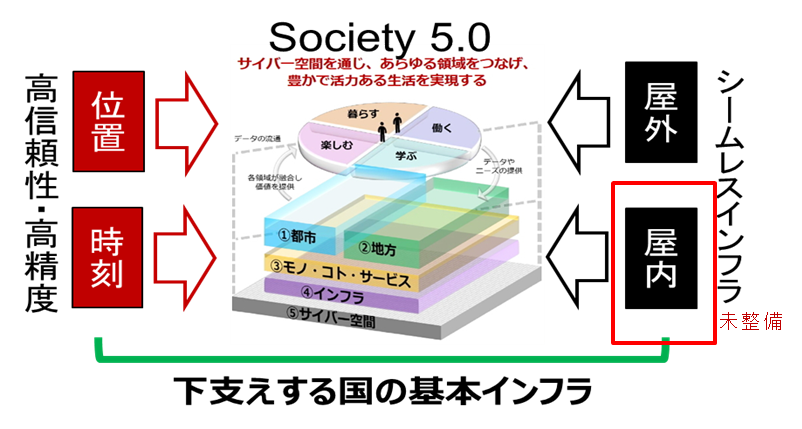 Society 5.0
サイバー空間を通じ、あらゆる領域をつなげ、
豊かで活力ある生活を実現する
高信頼性・高精度
位置
時刻
データの流通
各領域が融合し
価値を提供
暮らす
働く
楽しむ
学ぶ
データや
ニーズの提供
①都市
②地方
③モノ・コト・サービス
④インフラ
⑤サイバー空間
屋外
屋内
シームレスインフラ
未整備
下支えする国の基本インフラ